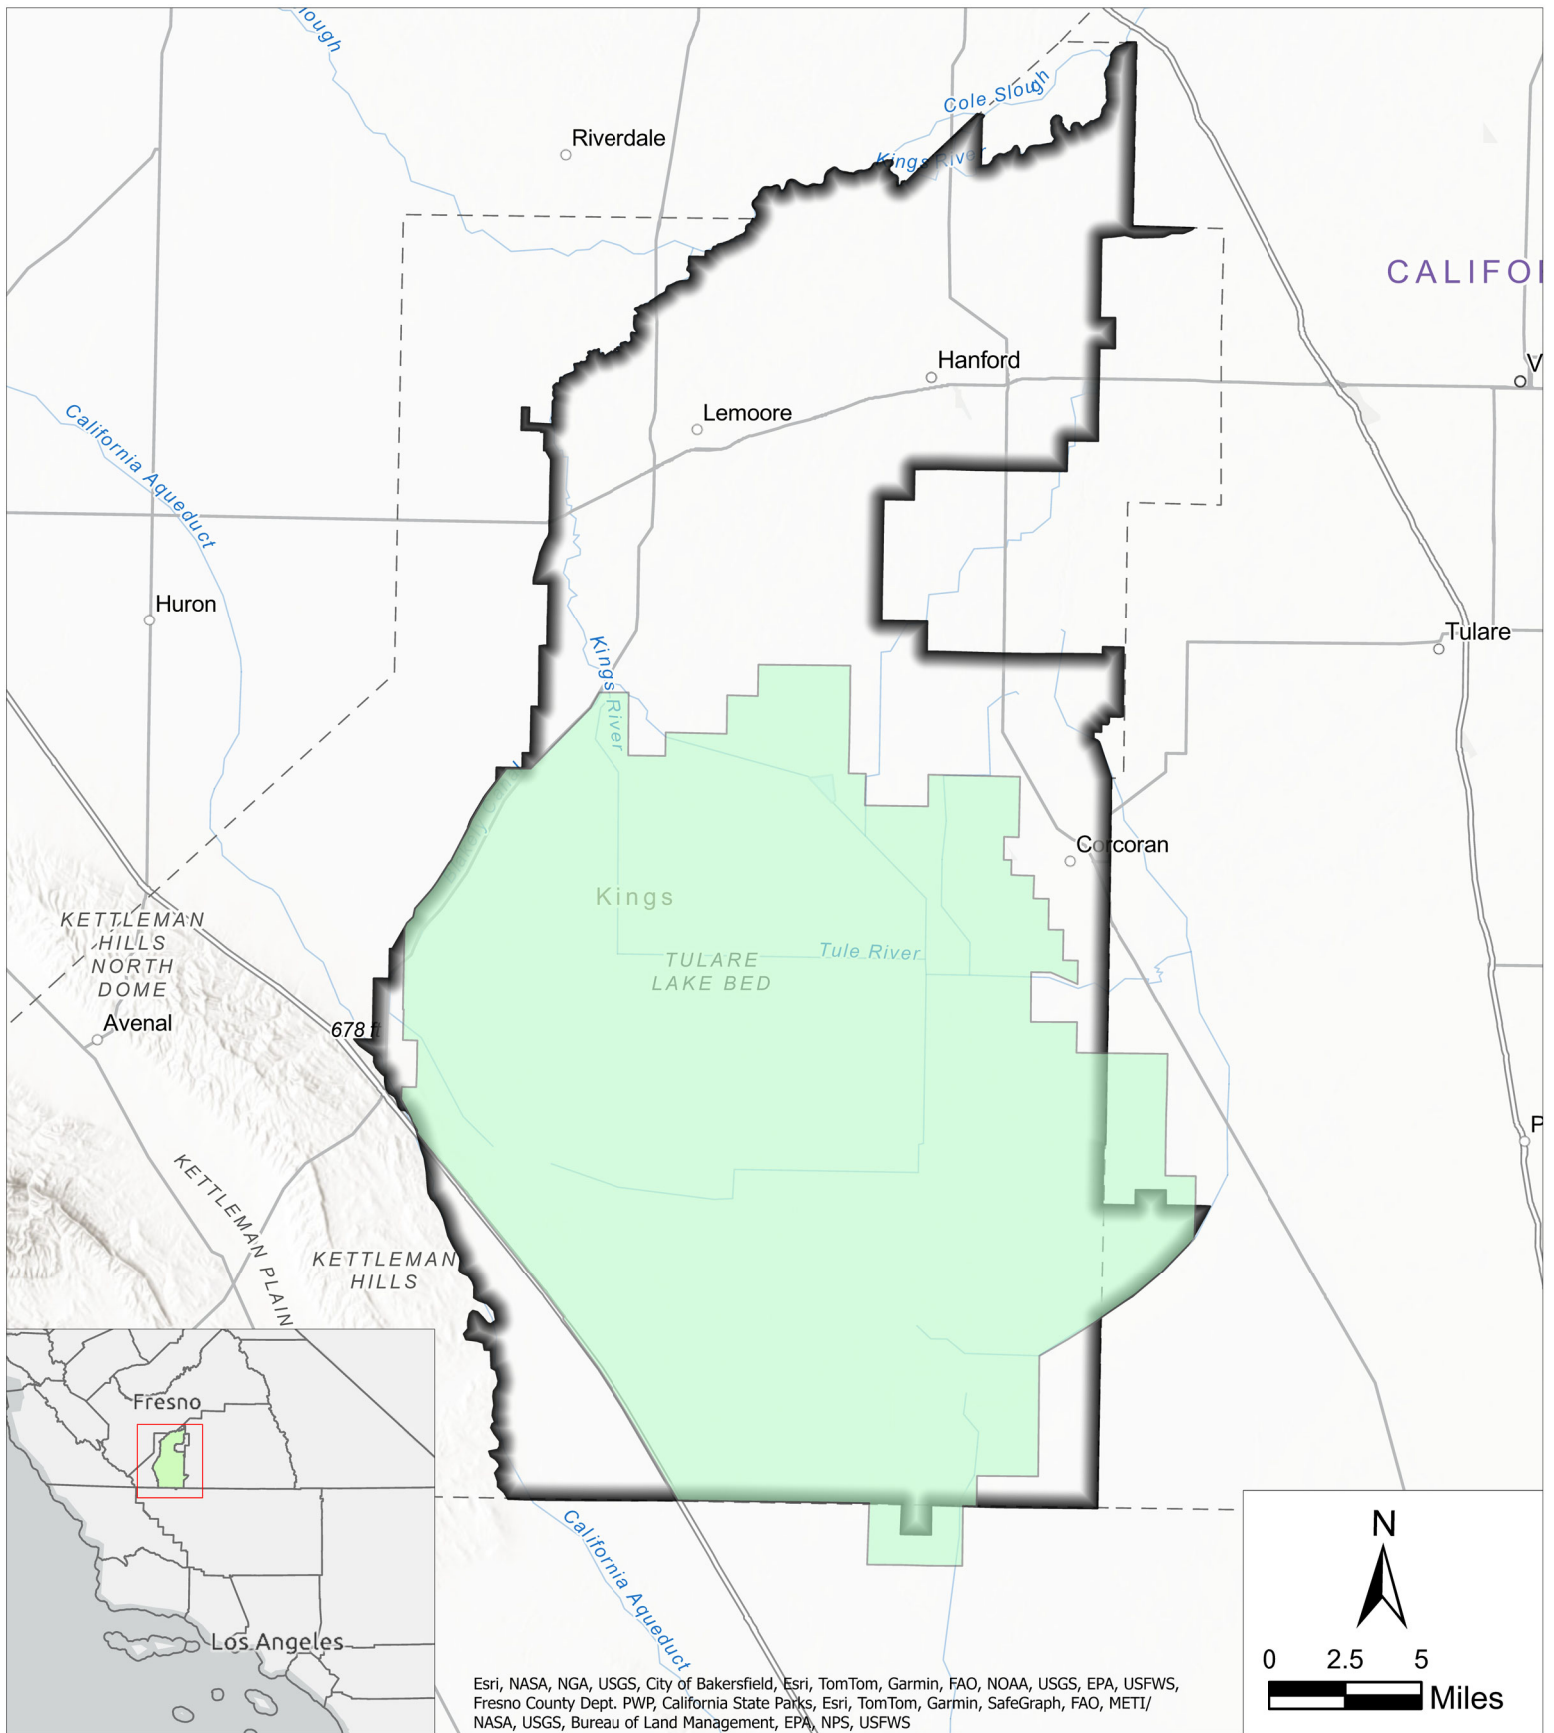 lough
Cole Slough
Riverdale
Kings River
CALIFOI
Hanford
V
Lemoore
California Aqueduct
Huron
Tulare
Kings River
Corcoran
Kings
KETTLEMAN
HILLS
NORTH
DOME
Tule River
TULARE
LAKE BED
Avenal
678 ft
P
KETTLEMAN PLAIN
KETTLEMAN
HILLS
Fresno
Los Angeles
California Aqueduct
N
0 2.5 5
Miles
Esri, NASA, NGA, USGS, City of Bakersfield, Esri, TomTom, Garmin, FAO, NOAA, USGS, EPA, USFWS,
Fresno County Dept. PWP, California State Parks, Esri, TomTom, Garmin, SafeGraph, FAO, METI/
NASA, USGS, Bureau of Land Management, EPA, NPS, USFWS